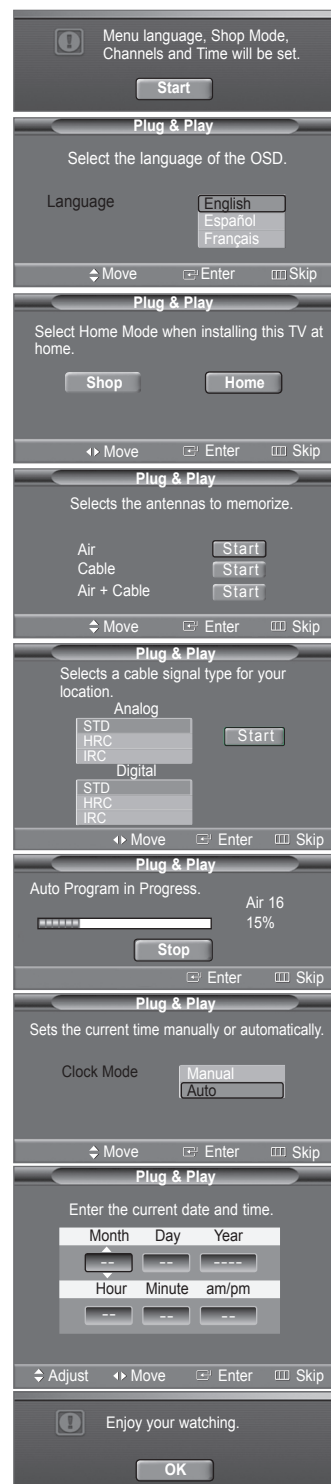 Menu language, Shop Mode,
Channels and Time will be set.
Start
Plug & Play
Select the language of the OSD.
Language English
Español
Français
Move Enter Skip
Plug & Play
Select Home Mode when installing this TV at
home.
Shop Home
Move Enter Skip
Plug & Play
Selects the antennas to memorize.
Air Start
Cable Start
Air + Cable Start
Move Enter Skip
Plug & Play
Selects a cable signal type for your
location.
Analog
STD
HRC
IRC
Start
Digital
STD
HRC
IRC
Move Enter Skip
Plug & Play
Auto Program in Progress.
Air 16
15%
Stop
Enter Skip
Plug & Play
Sets the current time manually or automatically.
Clock Mode Manual
Auto
Move Enter Skip
Plug & Play
Enter the current date and time.
Month Day Year
-- -- ----
Hour Minute am/pm
-- -- --
Adjust Move Enter Skip
Enjoy your watching.
OK